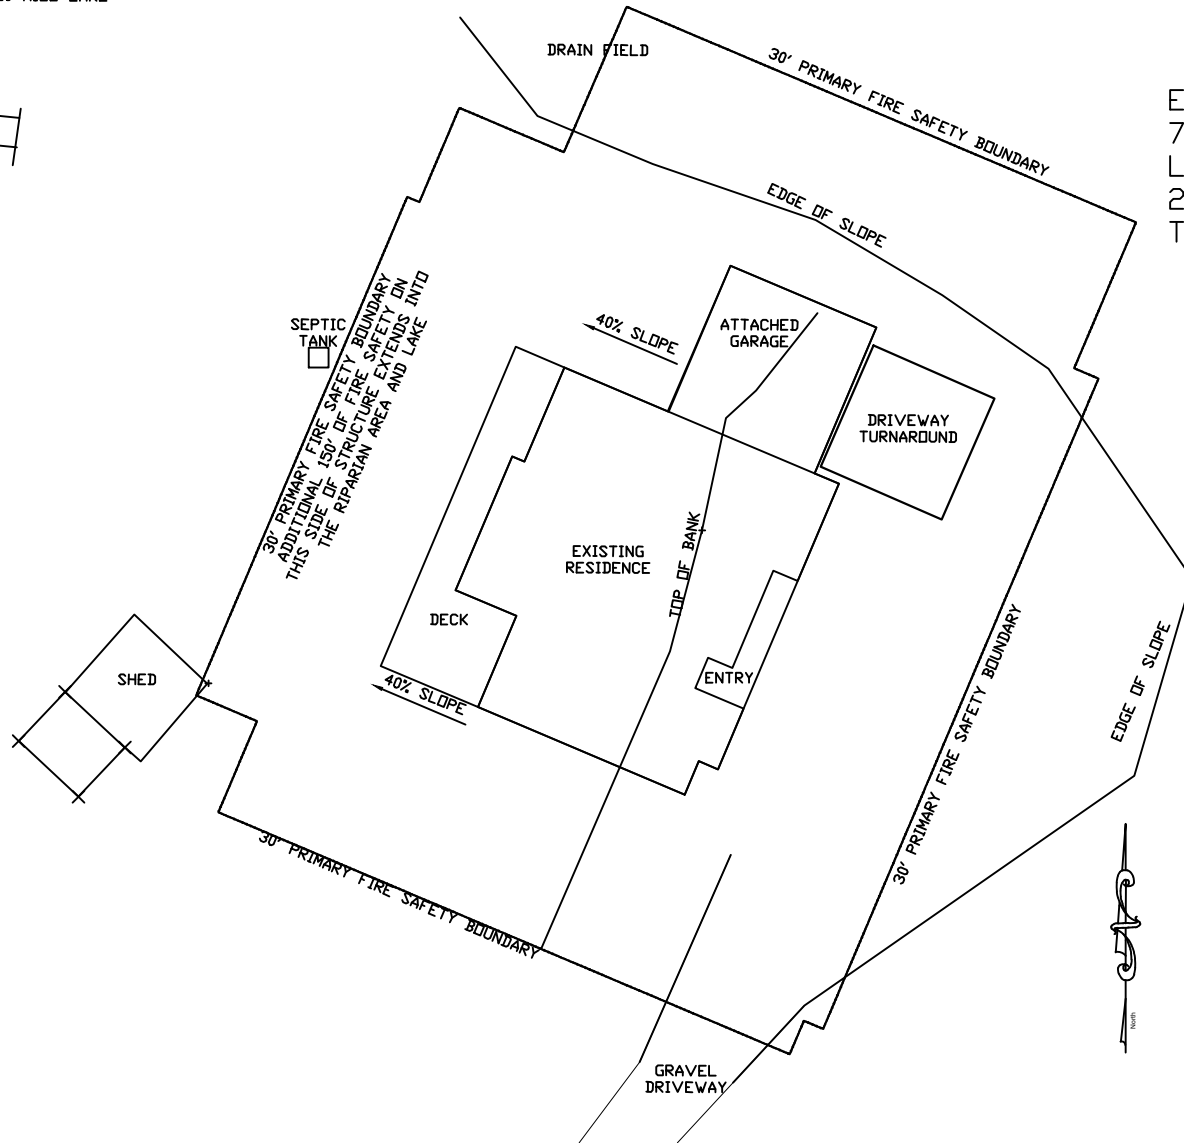 DRAIN FIELD
30' PRIMARY FIRE SAFETY BOUNDARY
EDGE OF SLOPE
SEPTIC
TANK
30' PRIMARY FIRE SAFETY BOUNDARY
ADDITIONAL 150' OF FIRE SAFETY ON
THIS SIDE OF STRUCTURE EXTENDS INTO
THE RIPARIAN AREA AND LAKE
40% SLOPE
ATTACHED
GARAGE
DRIVEWAY
TURNAROUND
EXISTING
RESIDENCE
TOP OF BANK
DECK
ENTRY
40% SLOPE
SHED
EDGE OF SLOPE
30' PRIMARY FIRE SAFETY BOUNDARY
30' PRIMARY FIRE SAFETY BOUNDARY
GRAVEL
DRIVEWAY
North
E
7
L
2
T